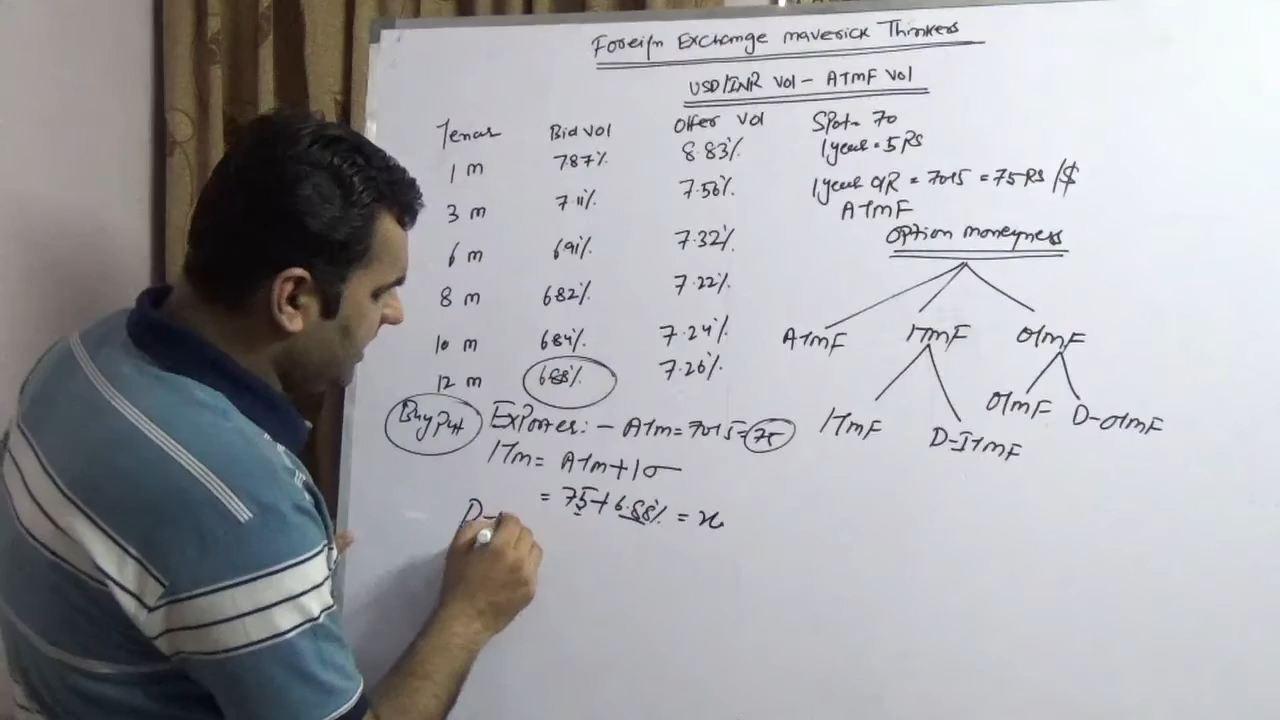 Foreign Exchange maverick Thinkers
USD/INR Vol - ATMF Vol
Tenar Bid Vol Offer Vol
1 m 7.87% 8.83%
3 m 7.11% 7.56%
6 m 6.91% 7.32%
8 m 6.82% 7.22%
10 m 6.84% 7.24%
12 m 6.88% 7.26%
Spot = 70
1 year = 5 RS
1 year = 70+5 = 75 RS/$
ATMF
Option moneyness
ATMF ITMF OTMF
ITMF D-ITMF OTMF D-OTMF
Buy Put Exporter:- ATM = 70+5 = 75
ITM = ATM + 1σ
= 75 + 6.88% = x
D-